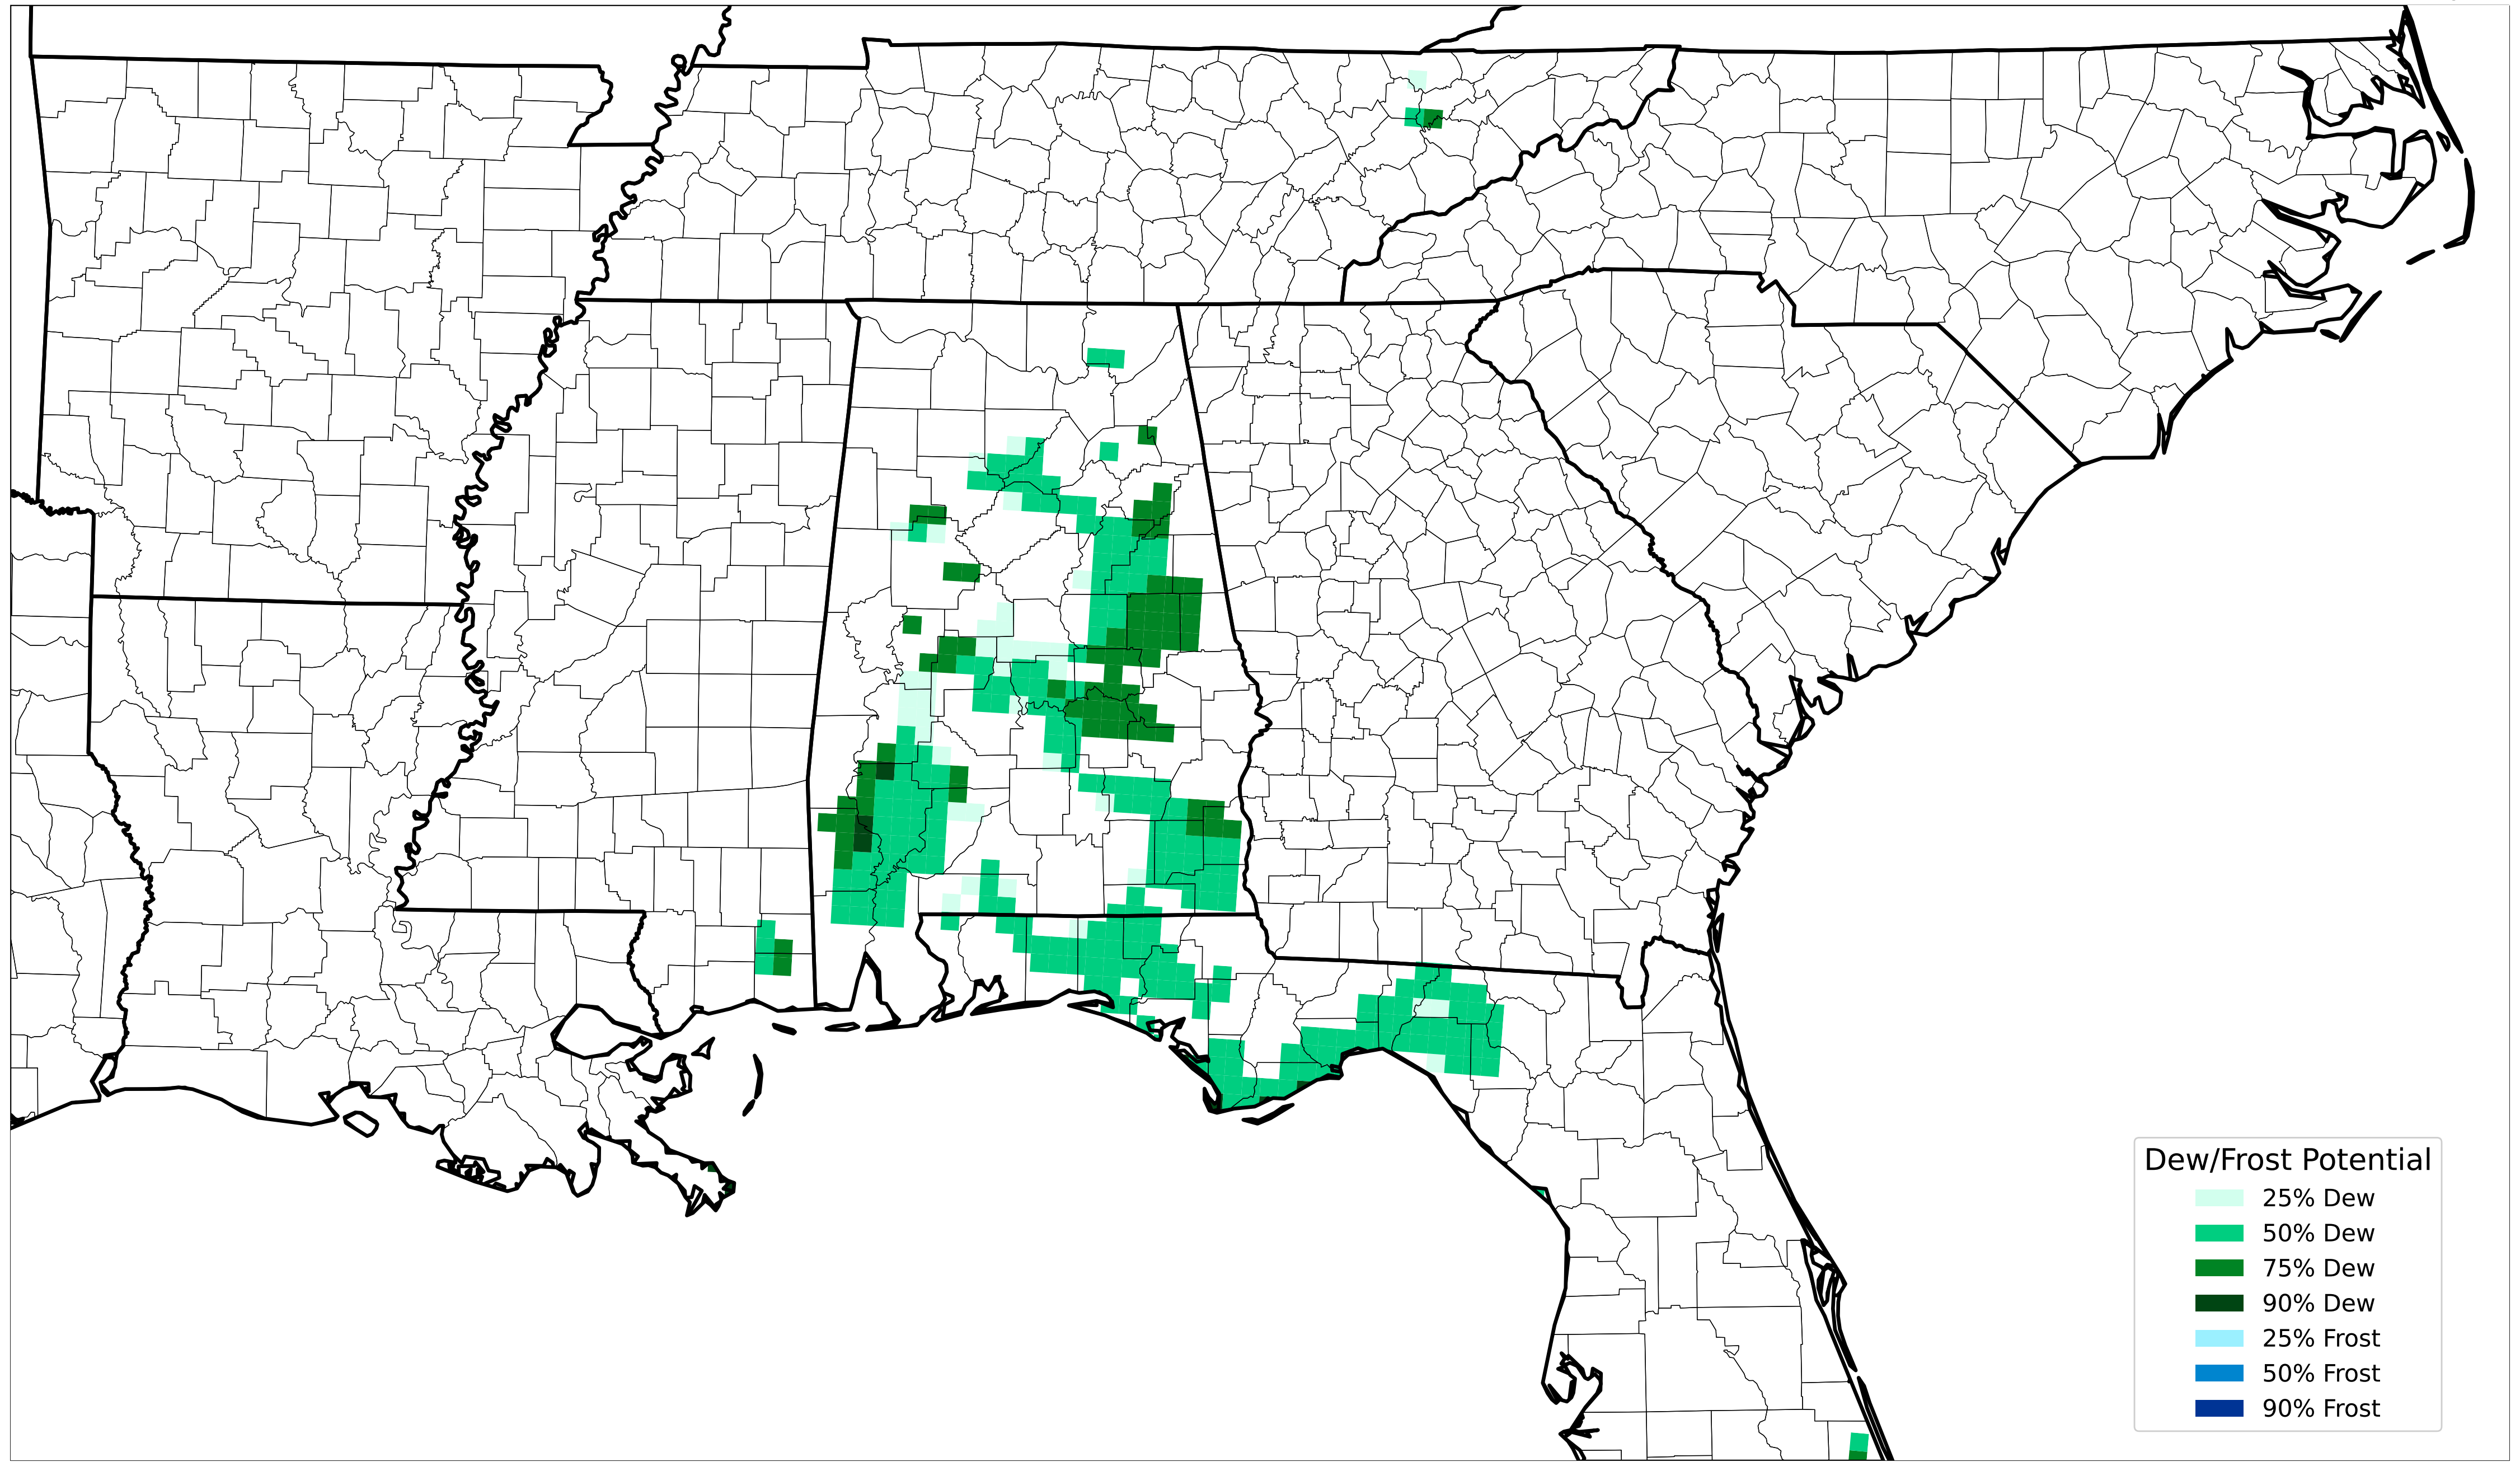 Dew/Frost Potential
25% Dew
50% Dew
75% Dew
90% Dew
25% Frost
50% Frost
90% Frost